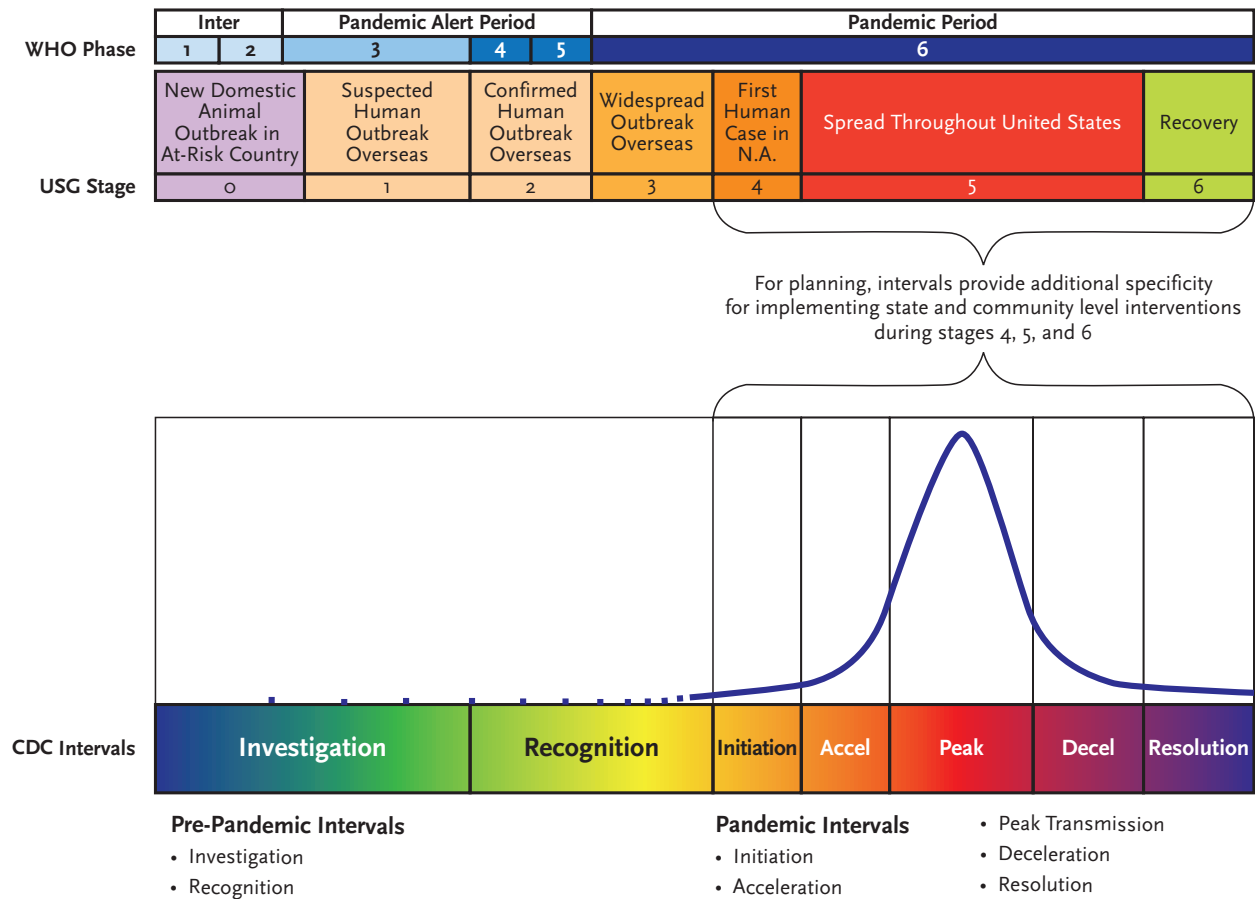 Inter
Pandemic Alert Period
Pandemic Period
WHO Phase
1
2
3
4
5
6
New Domestic
Animal
Outbreak in
At-Risk Country
Suspected
Human
Outbreak
Overseas
Confirmed
Human
Outbreak
Overseas
Widespread
Outbreak
Overseas
First
Human
Case in
N.A.
Spread Throughout United States
Recovery
USG Stage
0
1
2
3
4
5
6
For planning, intervals provide additional specificity
for implementing state and community level interventions
during stages 4, 5, and 6
CDC Intervals
Investigation
Recognition
Initiation
Accel
Peak
Decel
Resolution
Pre-Pandemic Intervals
• Investigation
• Recognition
Pandemic Intervals
• Initiation
• Acceleration
• Peak Transmission
• Deceleration
• Resolution